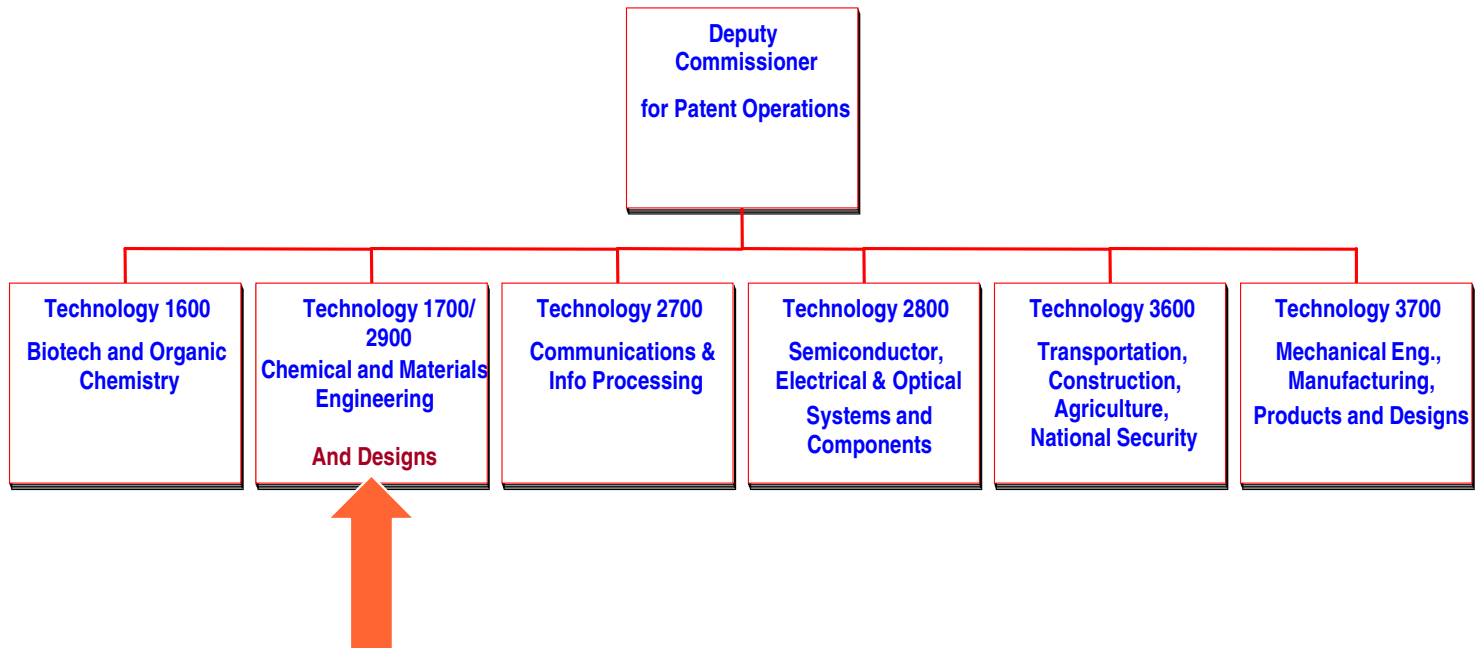 Deputy
Commissioner
for Patent Operations
Technology 1600
Biotech and Organic
Chemistry
Technology 1700/
2900
Chemical and Materials
Engineering
And Designs
Technology 2700
Communications &
Info Processing
Technology 2800
Semiconductor,
Electrical & Optical
Systems and
Components
Technology 3600
Transportation,
Construction,
Agriculture,
National Security
Technology 3700
Mechanical Eng.,
Manufacturing,
Products and Designs